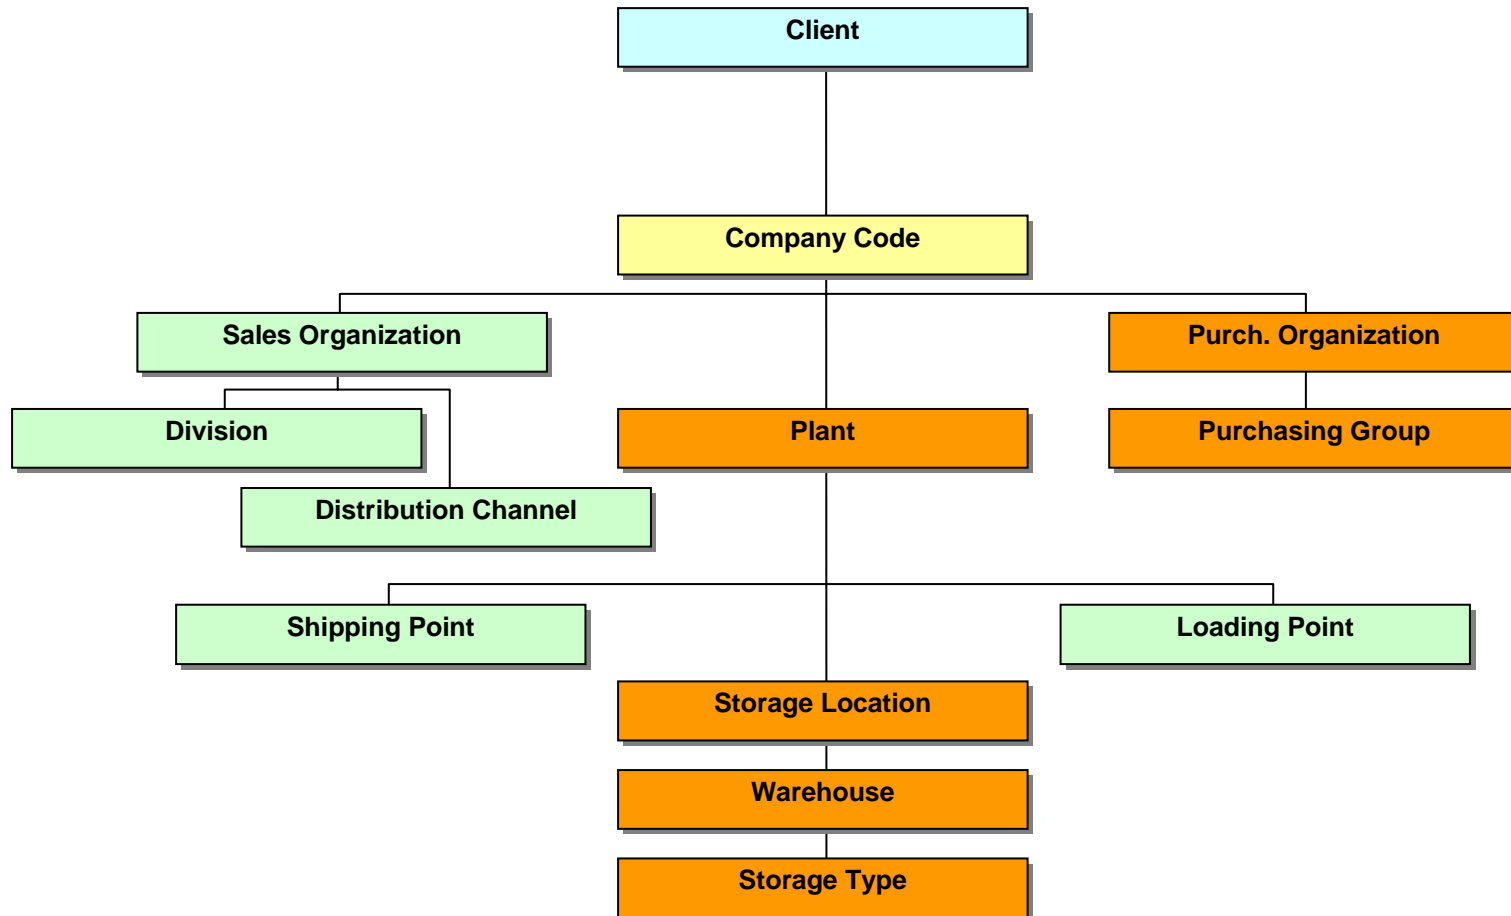 Client
Company Code
Sales Organization
Purch. Organization
Division
Plant
Purchasing Group
Distribution Channel
Shipping Point
Loading Point
Storage Location
Warehouse
Storage Type